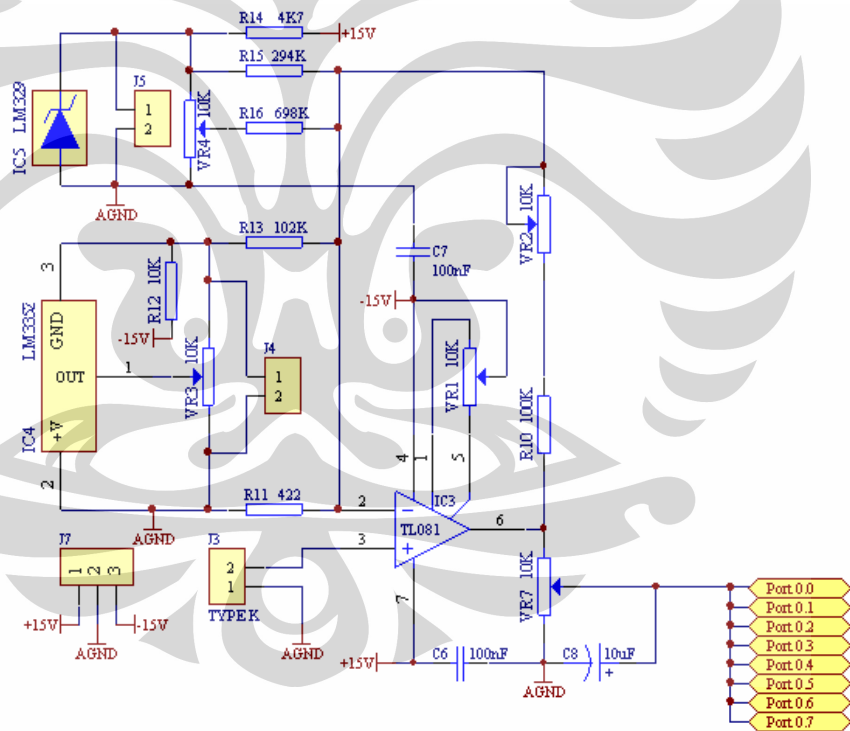 R14 4K7
+15V
R15 294K
J5
1
2
IC5 LM329
VR4 10K
R16 698K
AGND
VR2 10K
R13 102K
C7
100nF
3
R12 10K
-15V
-15V
LM335Z
GND
OUT
+V
IC4
1
VR3 10K
J4
1
2
VR1 10K
R10 100K
4
1
5
2
R11 422
2
IC3
TL081
6
3
7
AGND
J7
1
2
3
+15V
-15V
AGND
J3
2
1
TYPE K
AGND
VR7 10K
+15V
C6 100nF
C8 10uF
+
AGND
Port 0.0
Port 0.1
Port 0.2
Port 0.3
Port 0.4
Port 0.5
Port 0.6
Port 0.7